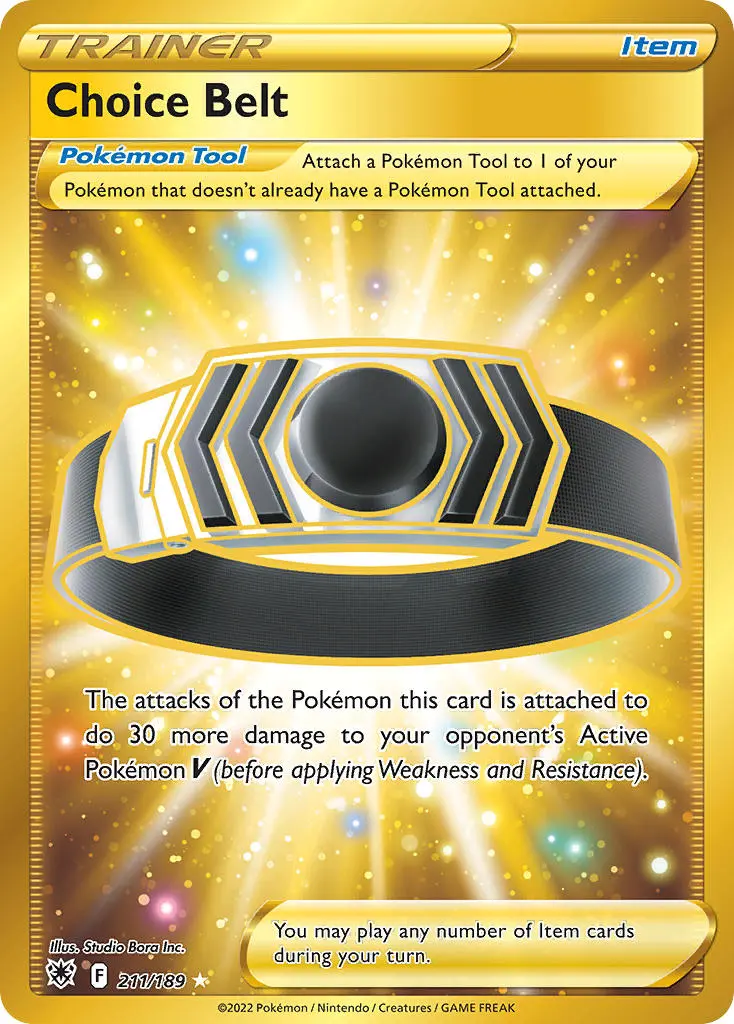 TRAINER
Item
Choice Belt
Pokémon Tool Attach a Pokémon Tool to 1 of your
Pokémon that doesn't already have a Pokémon Tool attached.
The attacks of the Pokémon this card is attached to
do 30 more damage to your opponent's Active
Pokémon V (before applying Weakness and Resistance).
You may play any number of Item cards
during your turn.
Illus. Studio Bora Inc.
F 211/189
©2022 Pokémon / Nintendo / Creatures / GAME FREAK